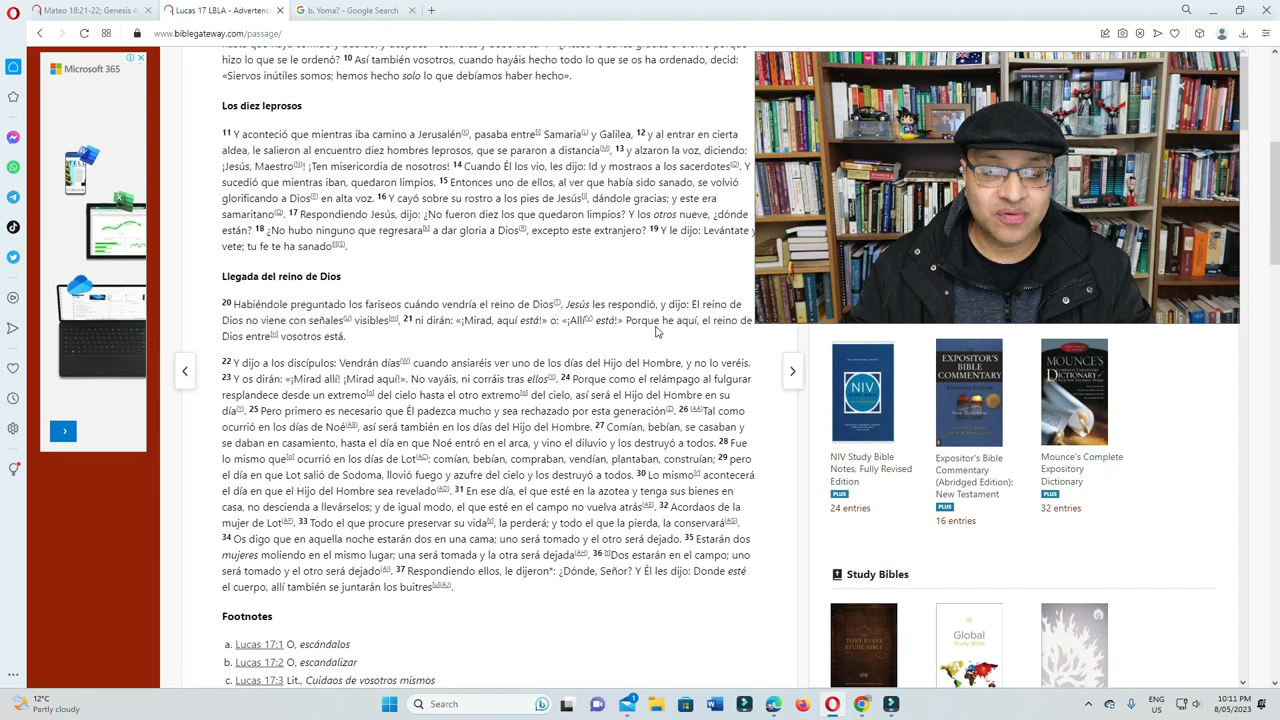 Mateo 18:21-22; Genesis 4:
Lucas 17 LBLA - Advertenc
b. Yoma? - Google Search
www.biblegateway.com/passage/
Microsoft 365
hizo lo que se le ordenó? 10 Así también vosotros, cuando hayáis hecho todo lo que se os ha ordenado, decid:
«Siervos inútiles somos; hemos hecho solo lo que debíamos haber hecho».
Los diez leprosos
11 Y aconteció que mientras iba camino a Jerusalén[K], pasaba entre[j] Samaria[L] y Galilea, 12 y al entrar en cierta
aldea, le salieron al encuentro diez hombres leprosos, que se pararon a distancia[M], 13 y alzaron la voz, diciendo:
¡Jesús, Maestro[N]! ¡Ten misericordia de nosotros! 14 Cuando Él los vio, les dijo: Id y mostraos a los sacerdotes[O]. Y
sucedió que mientras iban, quedaron limpios. 15 Entonces uno de ellos, al ver que había sido sanado, se volvió
glorificando a Dios[P] en alta voz. 16 Y cayó sobre su rostro a los pies de Jesús, dándole gracias; y este era
samaritano[Q]. 17 Respondiendo Jesús, dijo: ¿No fueron diez los que quedaron limpios? Y los otros nueve, ¿dónde
están? 18 ¿No hubo ninguno que regresara[k] a dar gloria a Dios[R], excepto este extranjero? 19 Y le dijo: Levántate y
vete; tu fe te ha sanado[l][S].
Llegada del reino de Dios
20 Habiéndole preguntado los fariseos cuándo vendría el reino de Dios[T], Jesús les respondió, y dijo: El reino de
Dios no viene con señales[U] visibles[m], 21 ni dirán: «¡Mirad, aquí está!» o: «¡Allí[V] está!» Porque he aquí, el reino de
Dios entre[n] vosotros está.
22 Y dijo a los discípulos: Vendrán días[W] cuando ansiaréis ver uno de los días del Hijo del Hombre, y no lo veréis.
23 Y os dirán: «¡Mirad allí! ¡Mirad aquí!». No vayáis, ni corráis tras ellos[X]. 24 Porque como el relámpago al fulgurar
resplandece desde un extremo del cielo hasta el otro extremo del cielo, así será el Hijo del Hombre en su
día[Y]. 25 Pero primero es necesario que Él padezca mucho y sea rechazado por esta generación[Z]. 26 [AA]Tal como
ocurrió en los días de Noé[AB], así será también en los días del Hijo del Hombre. 27 Comían, bebían, se casaban y
se daban en casamiento, hasta el día en que Noé entró en el arca, y vino el diluvio y los destruyó a todos. 28 Fue
lo mismo que ocurrió en los días de Lot[AC]: comían, bebían, compraban, vendían, plantaban, construían; 29 pero
el día en que Lot salió de Sodoma, llovió fuego y azufre del cielo y los destruyó a todos. 30 Lo mismo acontecerá
el día en que el Hijo del Hombre sea revelado[AD]. 31 En ese día, el que esté en la azotea y tenga sus bienes en
casa, no descienda a llevárselos; y de igual modo, el que esté en el campo no vuelva atrás[AE]. 32 Acordaos de la
mujer de Lot[AF]. 33 Todo el que procure preservar su vida, la perderá; y todo el que la pierda, la conservará[AG].
34 Os digo que en aquella noche estarán dos en una cama; uno será tomado y el otro será dejado. 35 Estarán dos
mujeres moliendo en el mismo lugar; una será tomada y la otra será dejada[AH]. 36 [t]Dos estarán en el campo; uno
será tomado y el otro será dejado[AI]. 37 Respondiendo ellos, le dijeron*: ¿Dónde, Señor? Y Él les dijo: Donde esté
el cuerpo, allí también se juntarán los buitres[u][AJ].
Footnotes
a. Lucas 17:1 O, escándalos
b. Lucas 17:2 O, escandalizar
c. Lucas 17:3 Lit., Cuidaos de vosotros mismos
NIV Study Bible
Notes, Fully Revised
Edition
PLUS
24 entries
Expositor's Bible
Commentary
(Abridged Edition):
New Testament
PLUS
16 entries
Mounce's Complete
Expository
Dictionary
PLUS
32 entries
Study Bibles
NIV
STUDY
BIBLE
EXPOSITOR'S
BIBLE
COMMENTARY
MOUNCE'S
TONY EVANS
STUDY BIBLE
Global
Study Bible
12°C
Partly cloudy
Search
ENG
US
10:11 PM
8/05/2023